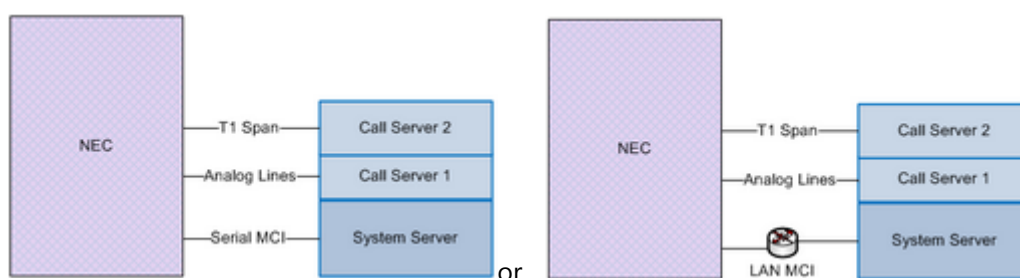 NEC
T1 Span
Call Server 2
Analog Lines
Call Server 1
Serial MCI
System Server
or
NEC
T1 Span
Call Server 2
Analog Lines
Call Server 1
LAN MCI
System Server